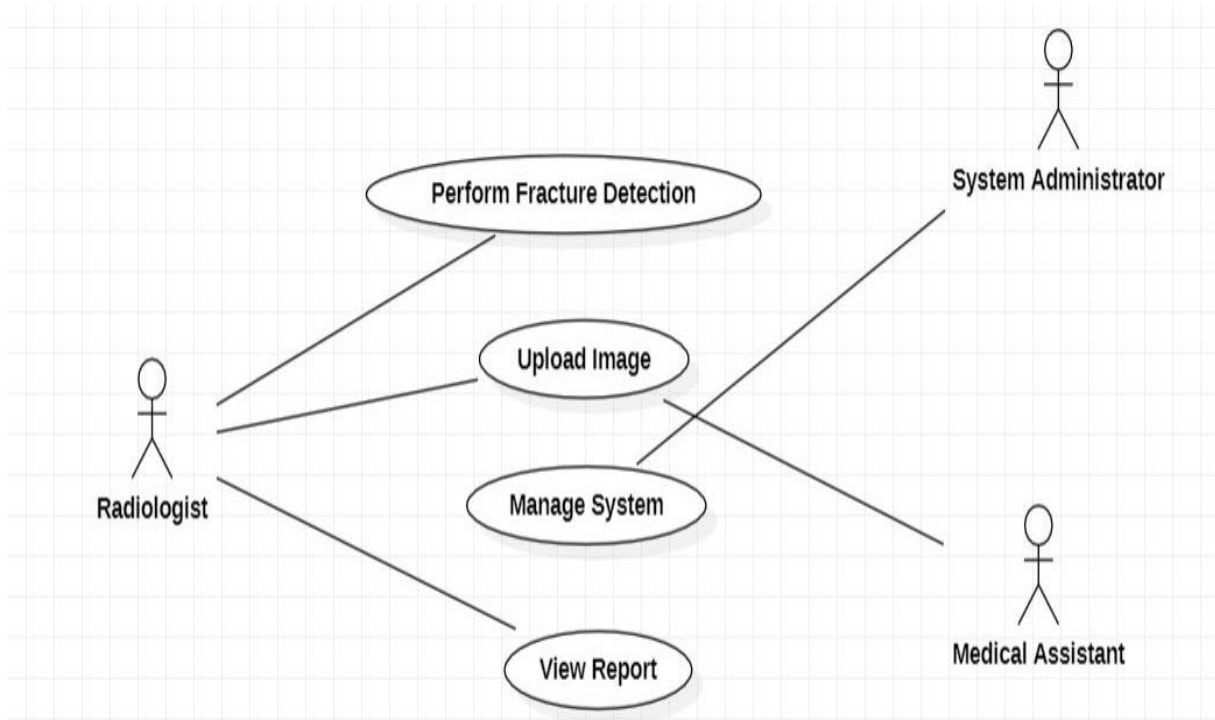 System Administrator
Perform Fracture Detection
Upload Image
Radiologist
Manage System
Medical Assistant
View Report